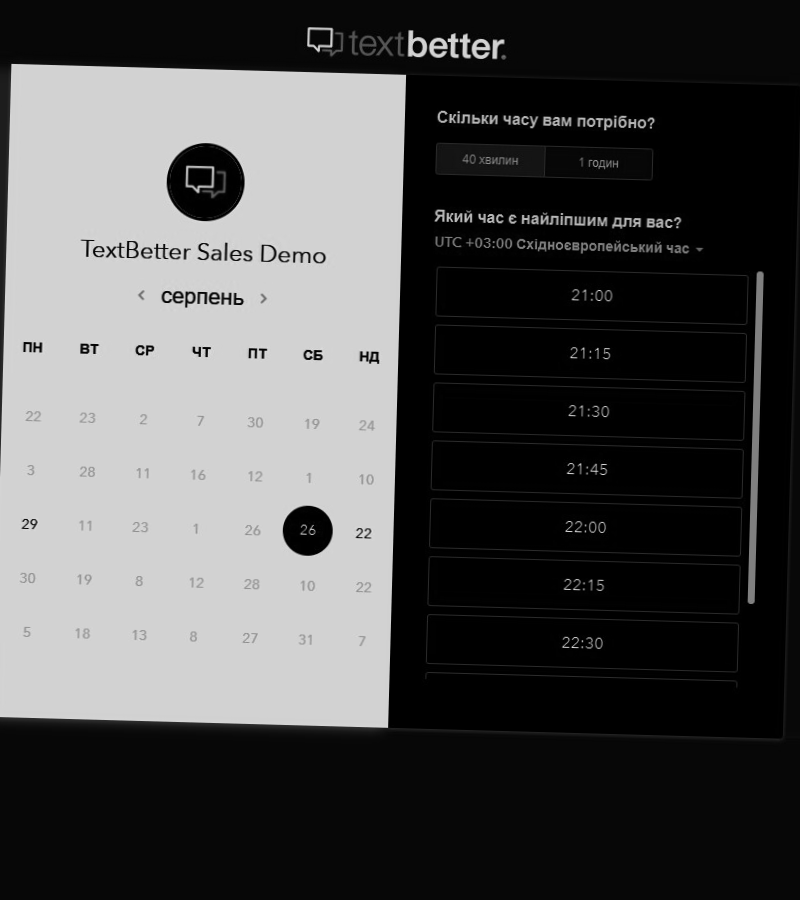 textbetter.
TextBetter Sales Demo
серпень
ПН ВТ СР ЧТ ПТ СБ НД
22 23 2 7 30 19 24
3 28 11 16 12 1 10
29 11 23 1 26 26 22
30 19 8 12 28 10 22
5 18 13 8 27 31 7
Скільки часу вам потрібно?
40 хвилин 1 годин
Який час є найліпшим для вас?
UTC +03:00 Східноєвропейський час
21:00
21:15
21:30
21:45
22:00
22:15
22:30